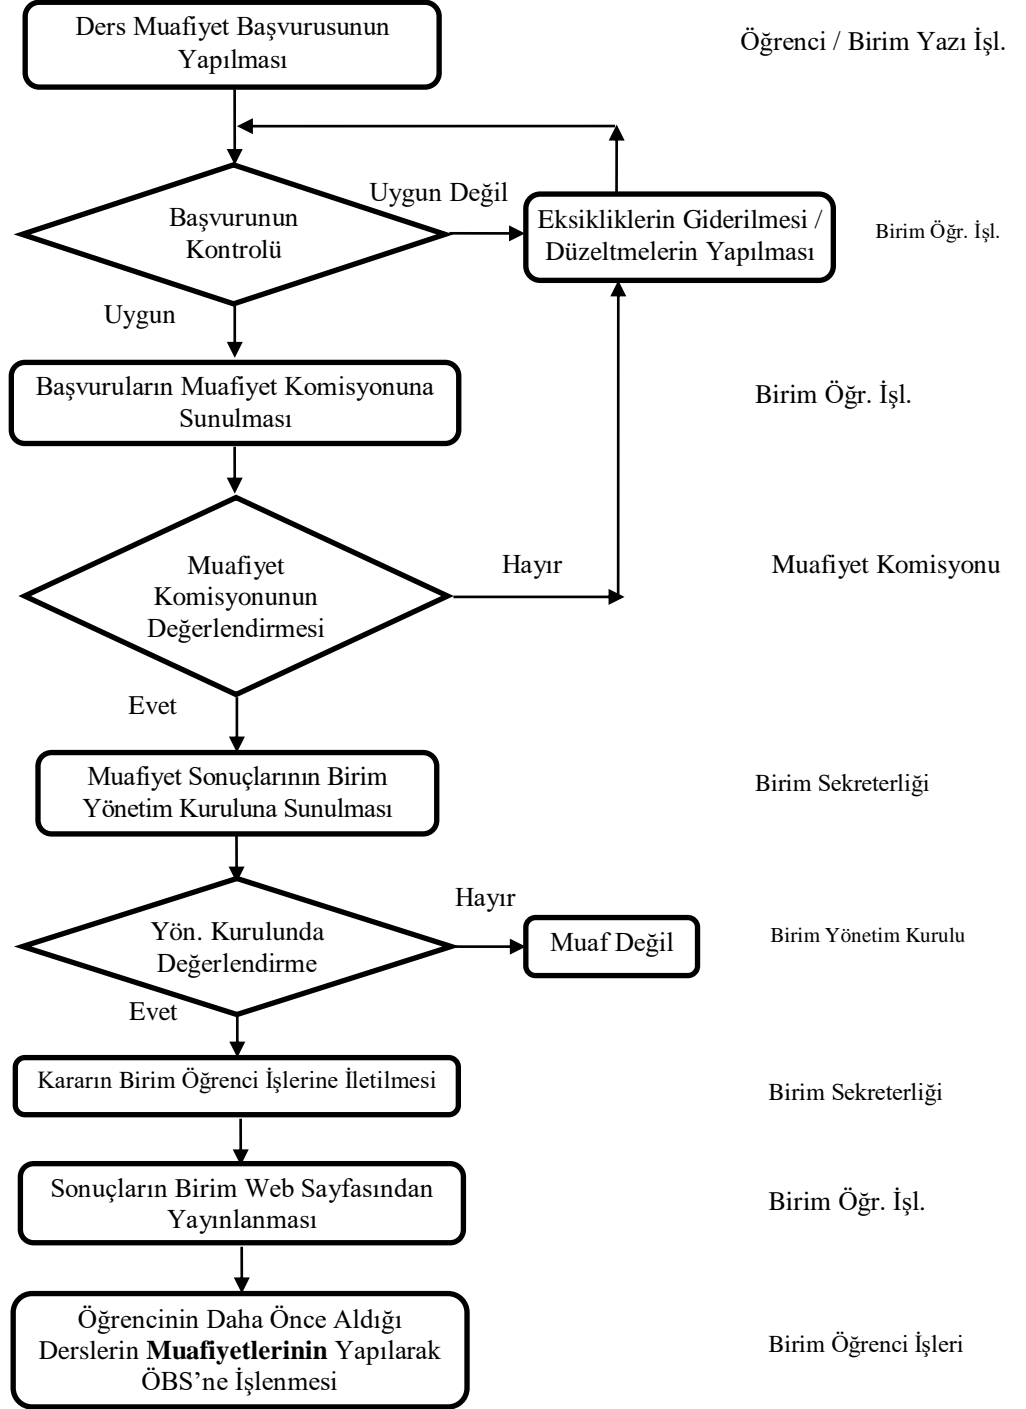 Ders Muafiyet Başvurusunun
Yapılması
Öğrenci / Birim Yazı İşl.
Uygun Değil
Başvurunun
Kontrolü
Eksikliklerin Giderilmesi /
Düzeltmelerin Yapılması
Birim Öğr. İşl.
Uygun
Başvuruların Muafiyet Komisyonuna
Sunulması
Birim Öğr. İşl.
Muafiyet
Komisyonunun
Değerlendirmesi
Hayır
Muafiyet Komisyonu
Evet
Muafiyet Sonuçlarının Birim
Yönetim Kuruluna Sunulması
Birim Sekreterliği
Hayır
Yön. Kurulunda
Değerlendirme
Muaf Değil
Birim Yönetim Kurulu
Evet
Kararın Birim Öğrenci İşlerine İletilmesi
Birim Sekreterliği
Sonuçların Birim Web Sayfasından
Yayınlanması
Birim Öğr. İşl.
Öğrencinin Daha Önce Aldığı
Derslerin Muafiyetlerinin Yapılarak
ÖBS’ne İşlenmesi
Birim Öğrenci İşleri